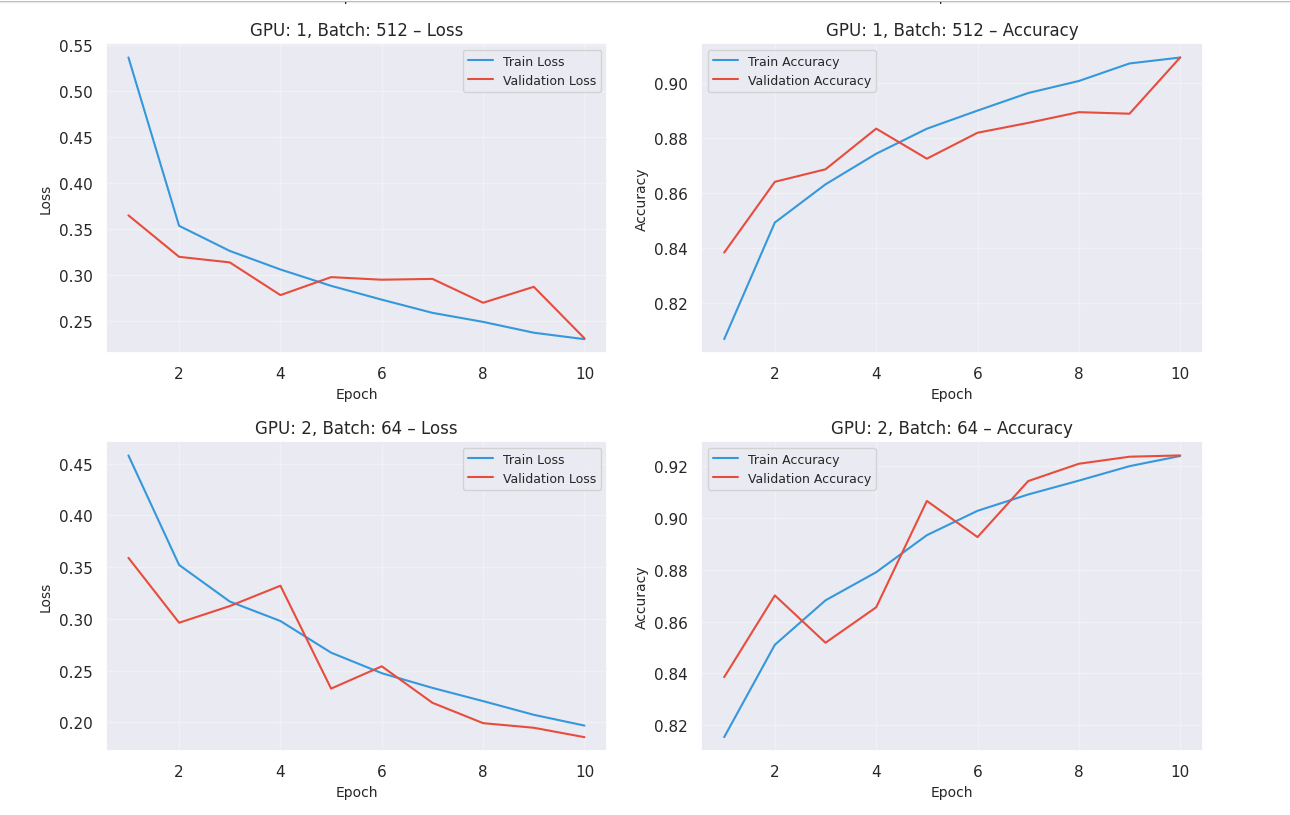 GPU: 1, Batch: 512 – Loss
Train Loss
Validation Loss
0.55
0.50
0.45
0.40
0.35
0.30
0.25
Loss
2 4 6 8 10
Epoch
GPU: 1, Batch: 512 – Accuracy
Train Accuracy
Validation Accuracy
0.90
0.88
0.86
0.84
0.82
Accuracy
2 4 6 8 10
Epoch
GPU: 2, Batch: 64 – Loss
Train Loss
Validation Loss
0.45
0.40
0.35
0.30
0.25
0.20
Loss
2 4 6 8 10
Epoch
GPU: 2, Batch: 64 – Accuracy
Train Accuracy
Validation Accuracy
0.92
0.90
0.88
0.86
0.84
0.82
Accuracy
2 4 6 8 10
Epoch